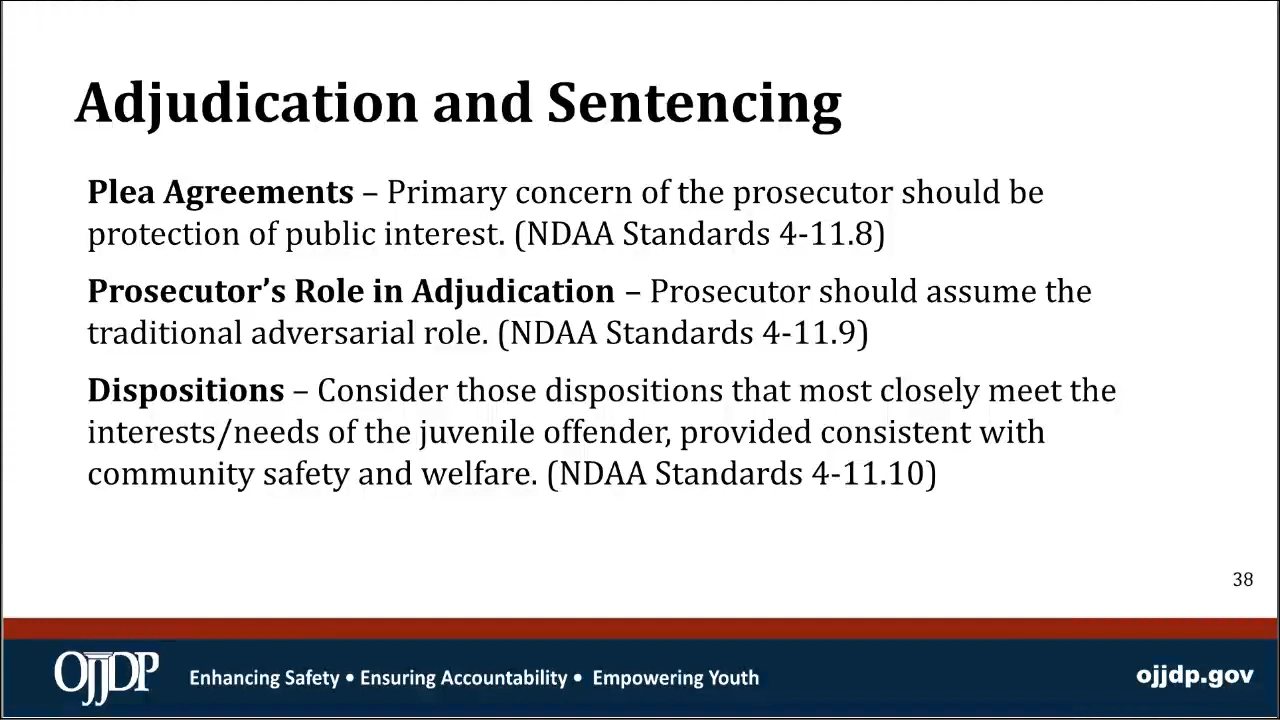 Adjudication and Sentencing
Plea Agreements – Primary concern of the prosecutor should be
protection of public interest. (NDAA Standards 4-11.8)
Prosecutor’s Role in Adjudication – Prosecutor should assume the
traditional adversarial role. (NDAA Standards 4-11.9)
Dispositions – Consider those dispositions that most closely meet the
interests/needs of the juvenile offender, provided consistent with
community safety and welfare. (NDAA Standards 4-11.10)
38
OJJDP
Enhancing Safety • Ensuring Accountability • Empowering Youth
ojjdp.gov